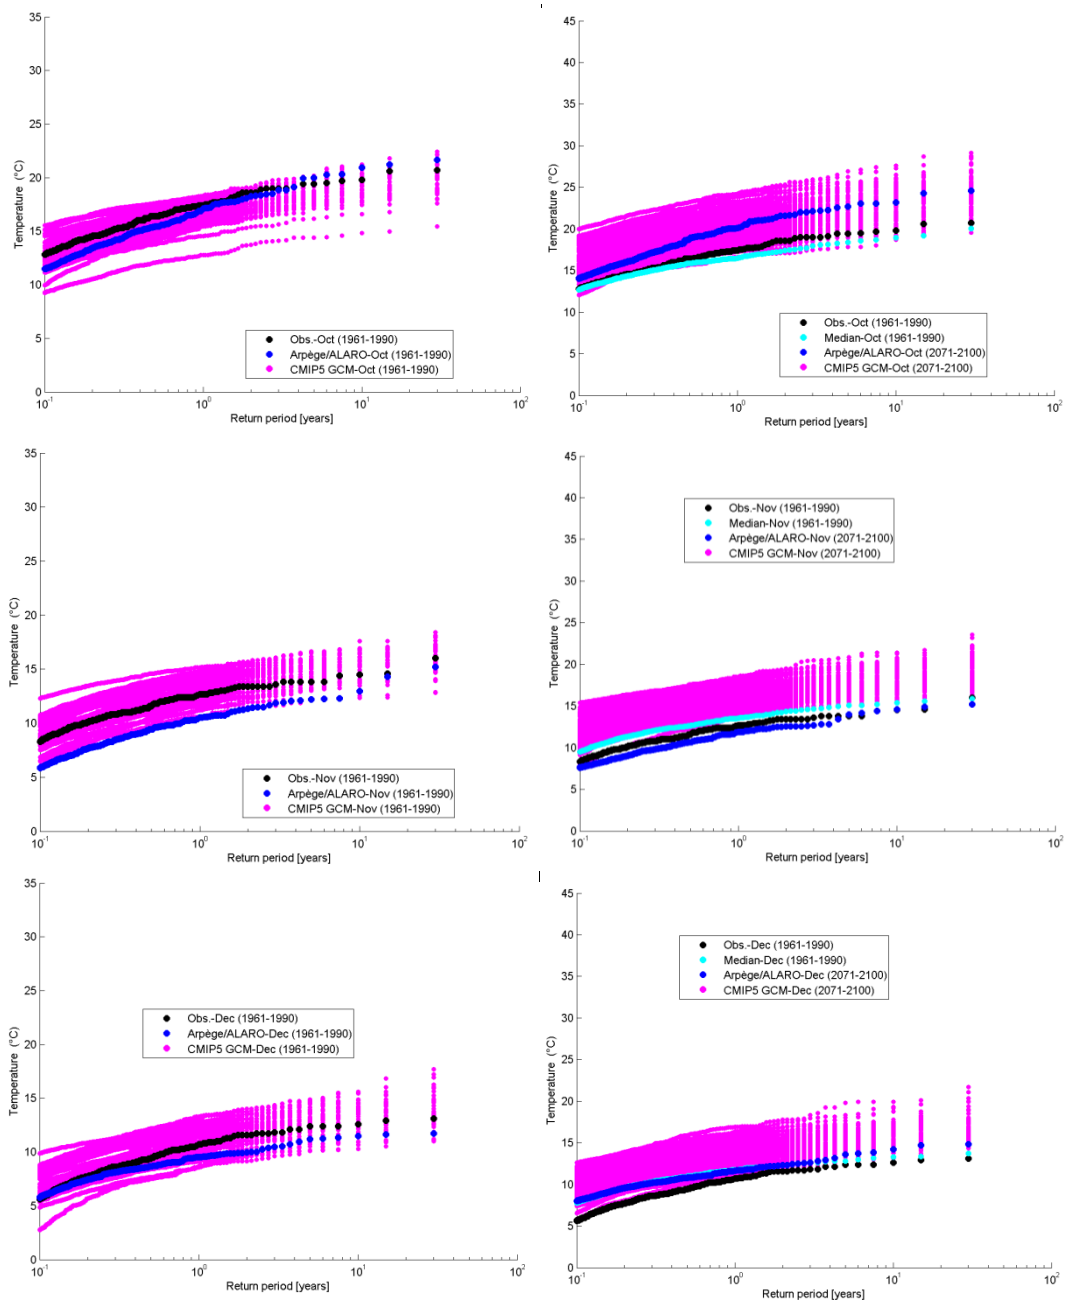 35
30
25
20
15
10
5
0
Temperature (°C)
10^-1
10^0
10^1
10^2
Return period [years]
Obs.-Oct (1961-1990)
Arpège/ALARO-Oct (1961-1990)
CMIP5 GCM-Oct (1961-1990)
45
40
35
30
25
20
15
10
5
0
Temperature (°C)
10^-1
10^0
10^1
10^2
Return period [years]
Obs.-Oct (1961-1990)
Median-Oct (1961-1990)
Arpège/ALARO-Oct (2071-2100)
CMIP5 GCM-Oct (2071-2100)
35
30
25
20
15
10
5
0
Temperature (°C)
10^-1
10^0
10^1
10^2
Return period [years]
Obs.-Nov (1961-1990)
Arpège/ALARO-Nov (1961-1990)
CMIP5 GCM-Nov (1961-1990)
45
40
35
30
25
20
15
10
5
0
Temperature (°C)
10^-1
10^0
10^1
10^2
Return period [years]
Obs.-Nov (1961-1990)
Median-Nov (1961-1990)
Arpège/ALARO-Nov (2071-2100)
CMIP5 GCM-Nov (2071-2100)
35
30
25
20
15
10
5
0
Temperature (°C)
10^-1
10^0
10^1
10^2
Return period [years]
Obs.-Dec (1961-1990)
Arpège/ALARO-Dec (1961-1990)
CMIP5 GCM-Dec (1961-1990)
45
40
35
30
25
20
15
10
5
0
Temperature (°C)
10^-1
10^0
10^1
10^2
Return period [years]
Obs.-Dec (1961-1990)
Median-Dec (1961-1990)
Arpège/ALARO-Dec (2071-2100)
CMIP5 GCM-Dec (2071-2100)